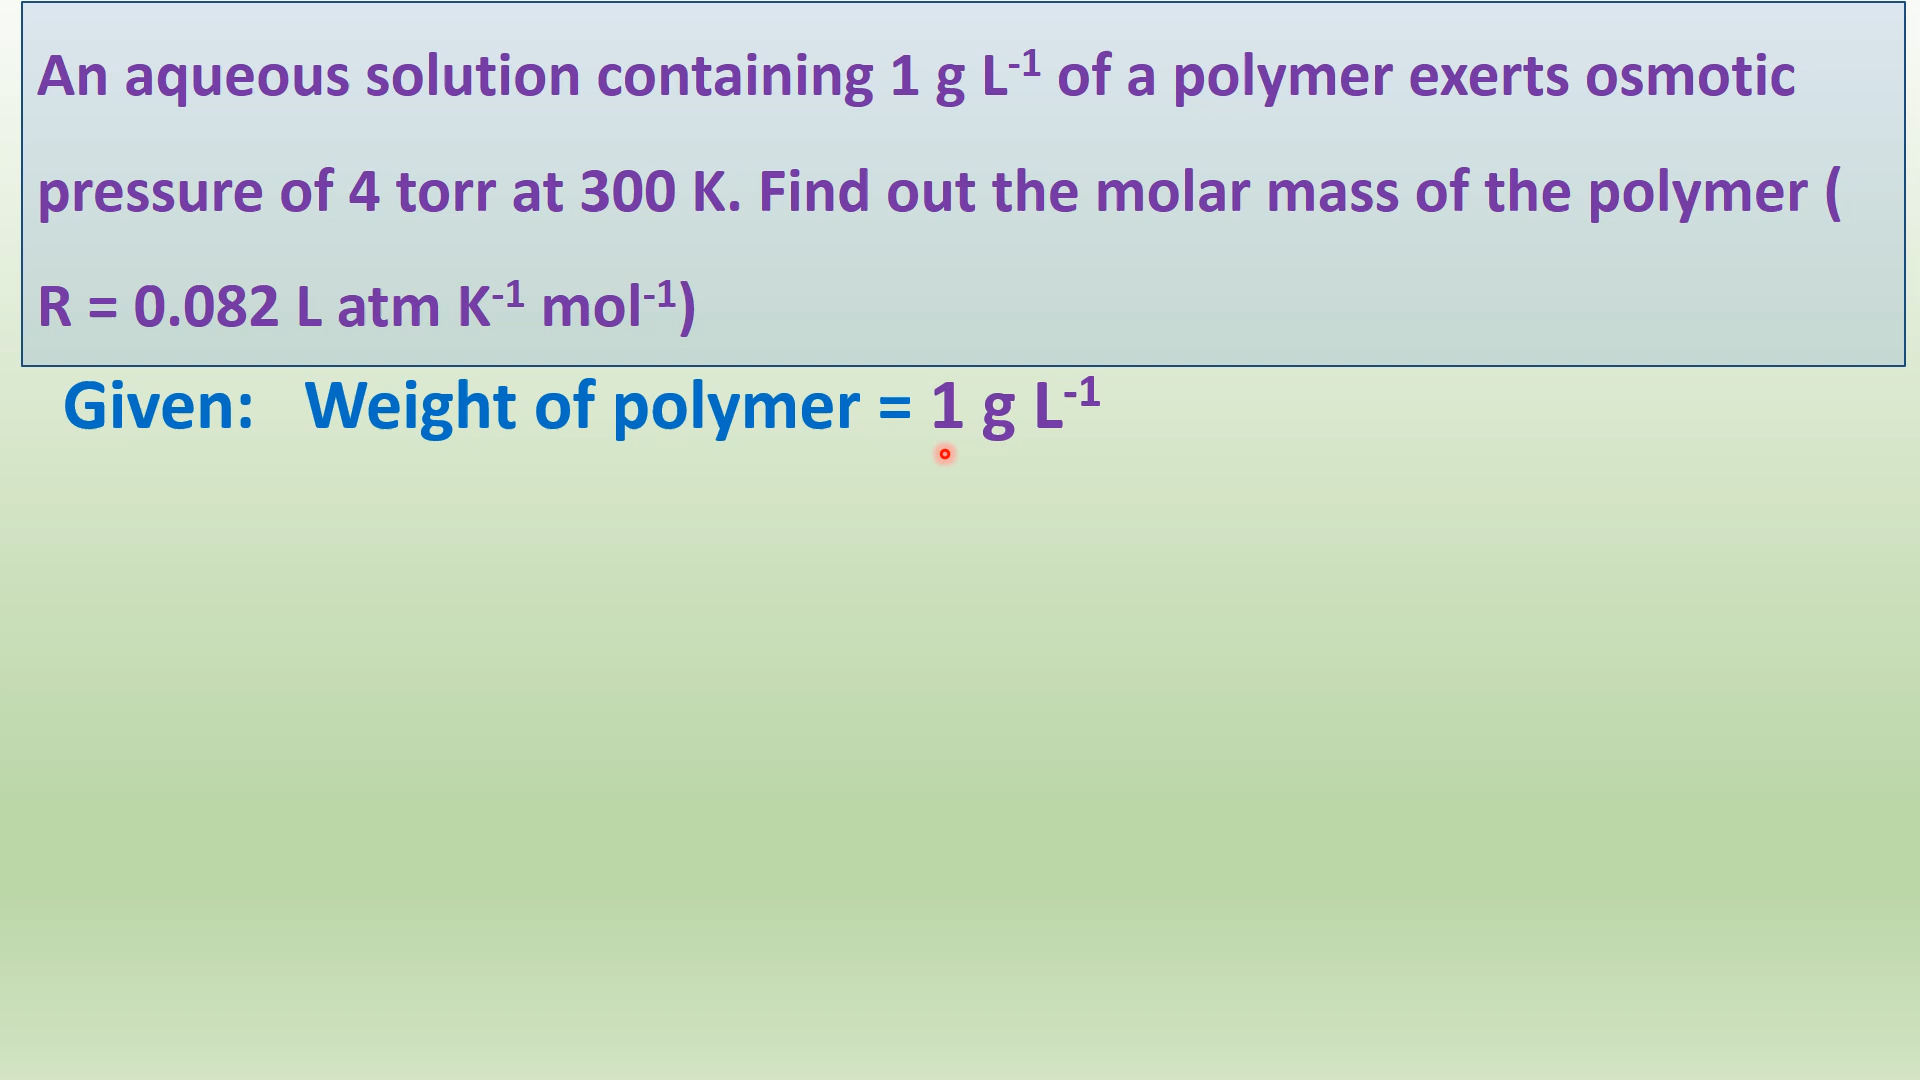 An aqueous solution containing 1 g L⁻¹ of a polymer exerts osmotic
pressure of 4 torr at 300 K. Find out the molar mass of the polymer (
R = 0.082 L atm K⁻¹ mol⁻¹)
Given: Weight of polymer = 1 g L⁻¹